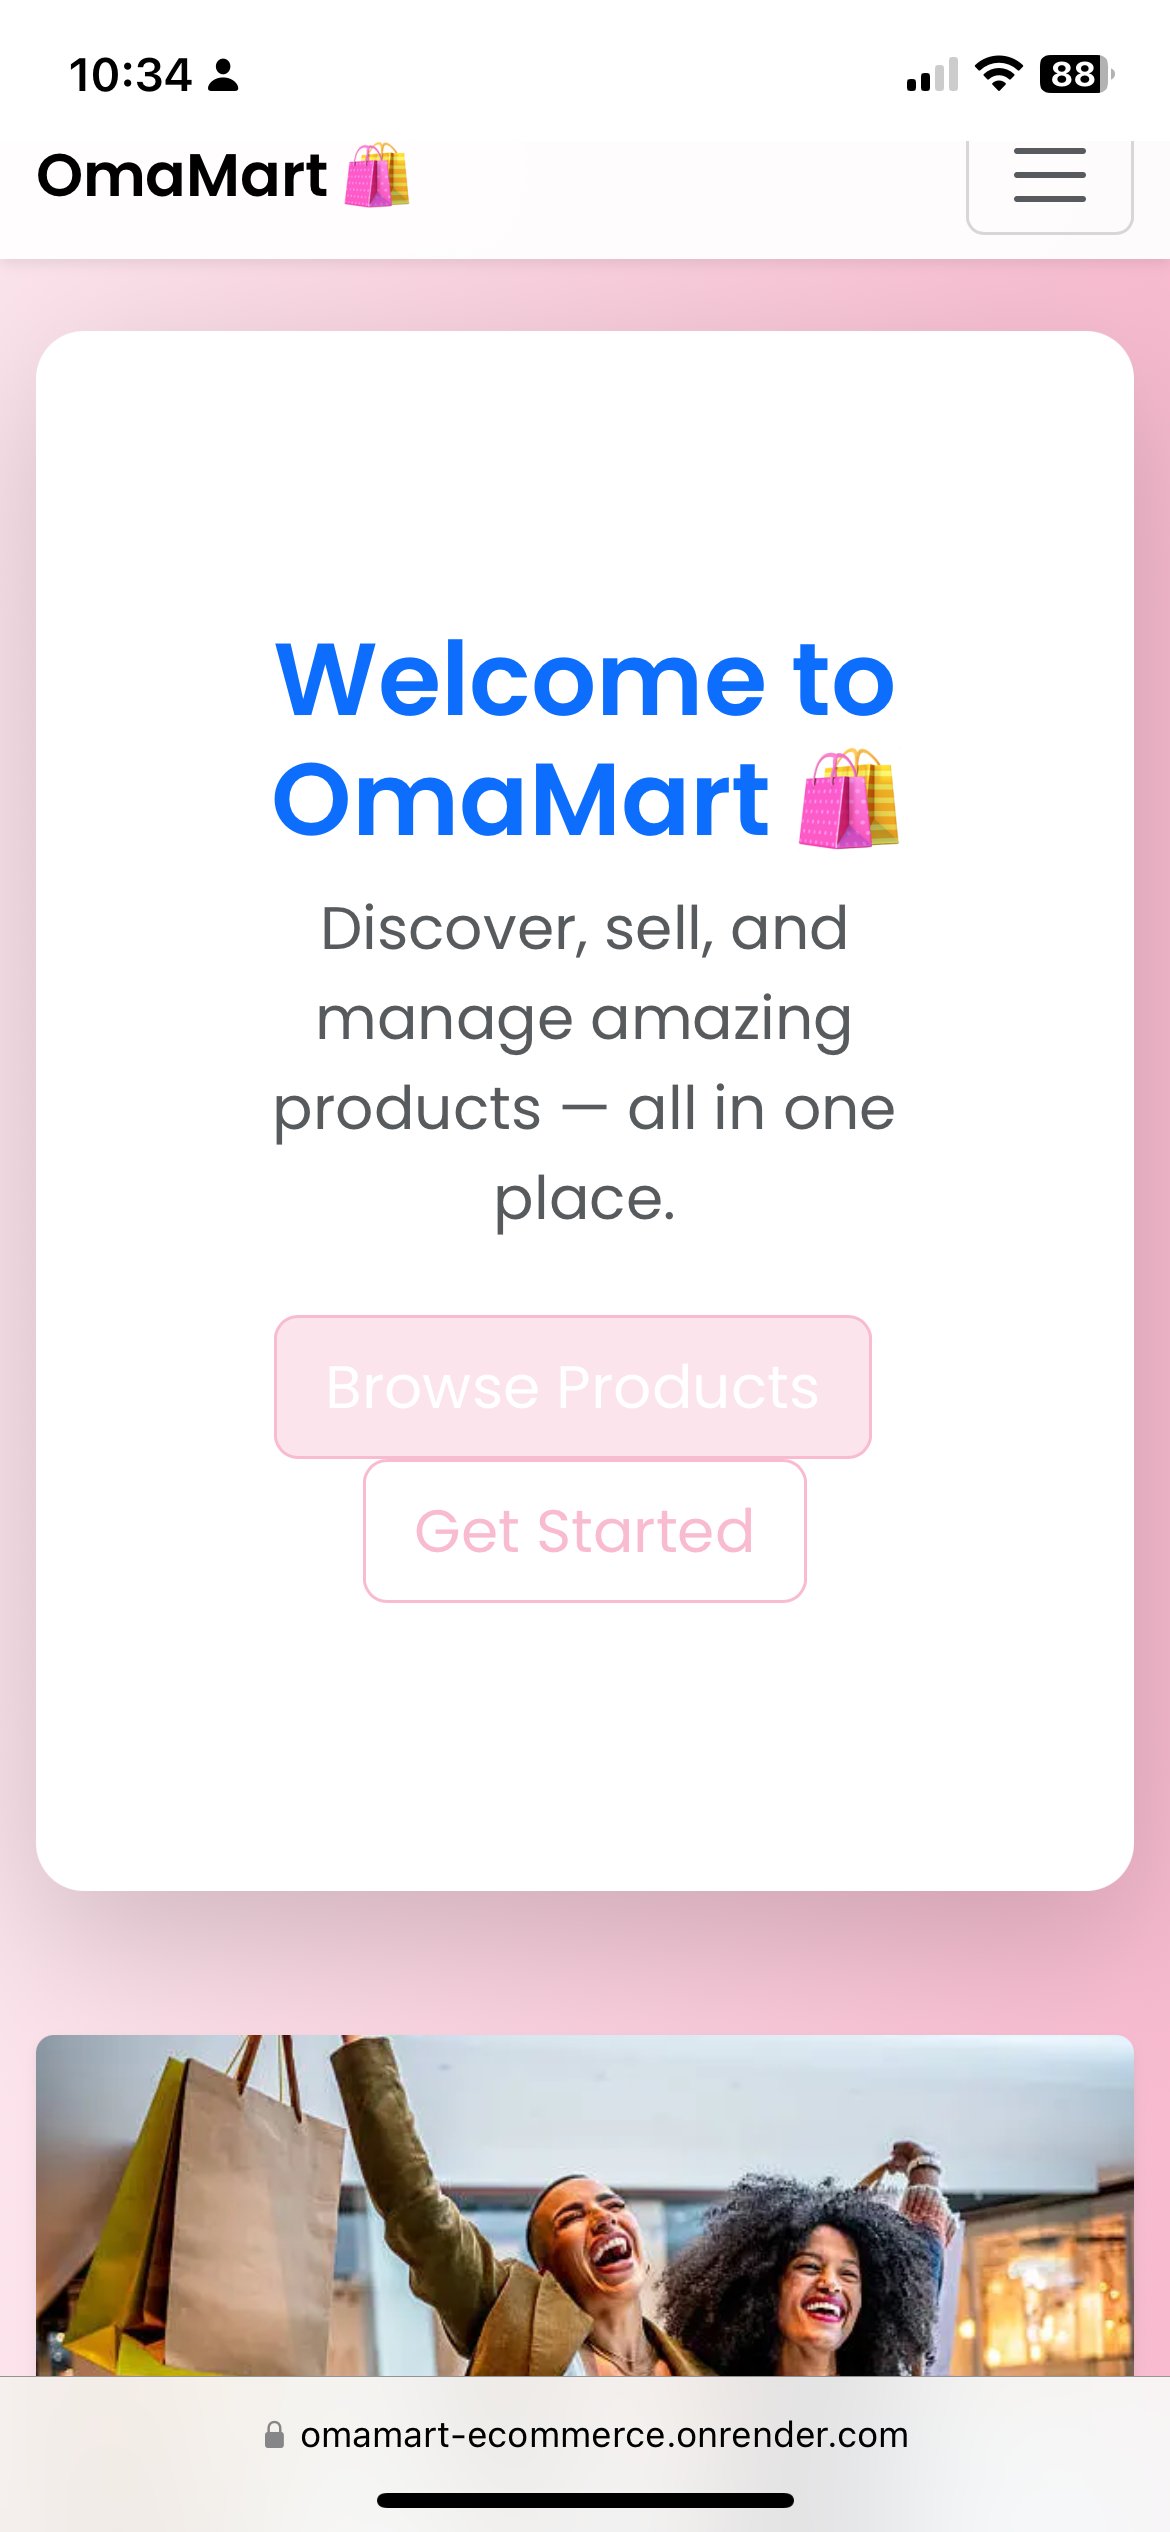 10:34
88
OmaMart 🛍️
Welcome to
OmaMart 🛍️
Discover, sell, and
manage amazing
products — all in one
place.
Browse Products
Get Started
omamart-ecommerce.onrender.com